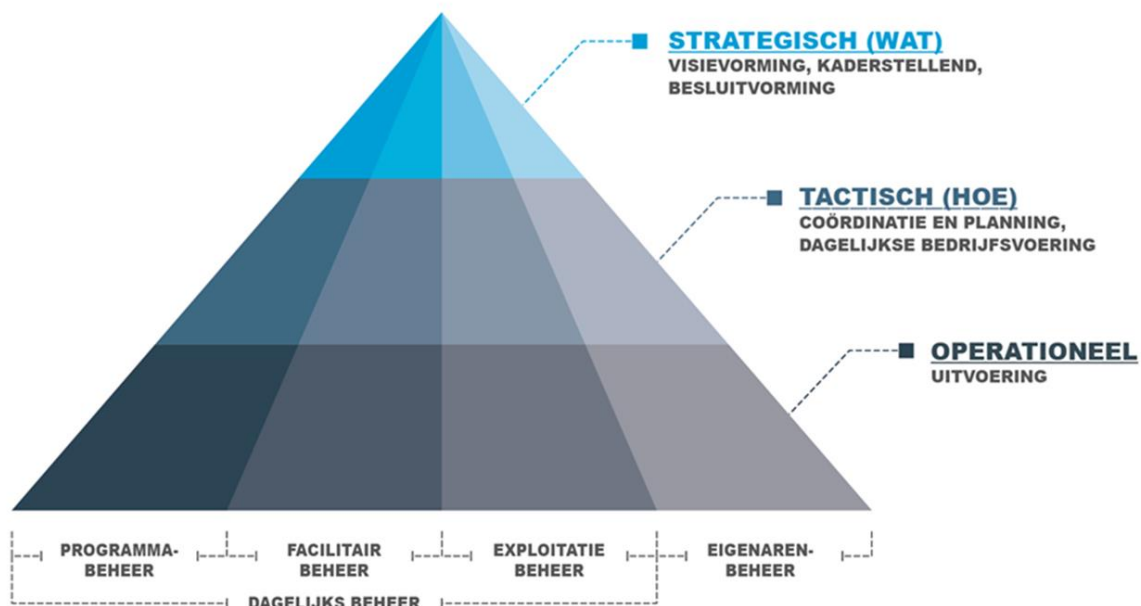 STRATEGISCH (WAT)
VISIEVORMING, KADERSTELLEND,
BESLUITVORMING
TACTISCH (HOE)
COÖRDINATIE EN PLANNING,
DAGELIJKSE BEDRIJFSVOERING
OPERATIONEEL
UITVOERING
PROGRAMMA-
BEHEER
FACILITAIR
BEHEER
EXPLOITATIE
BEHEER
EIGENAREN-
BEHEER
DAGELIJKS BEHEER